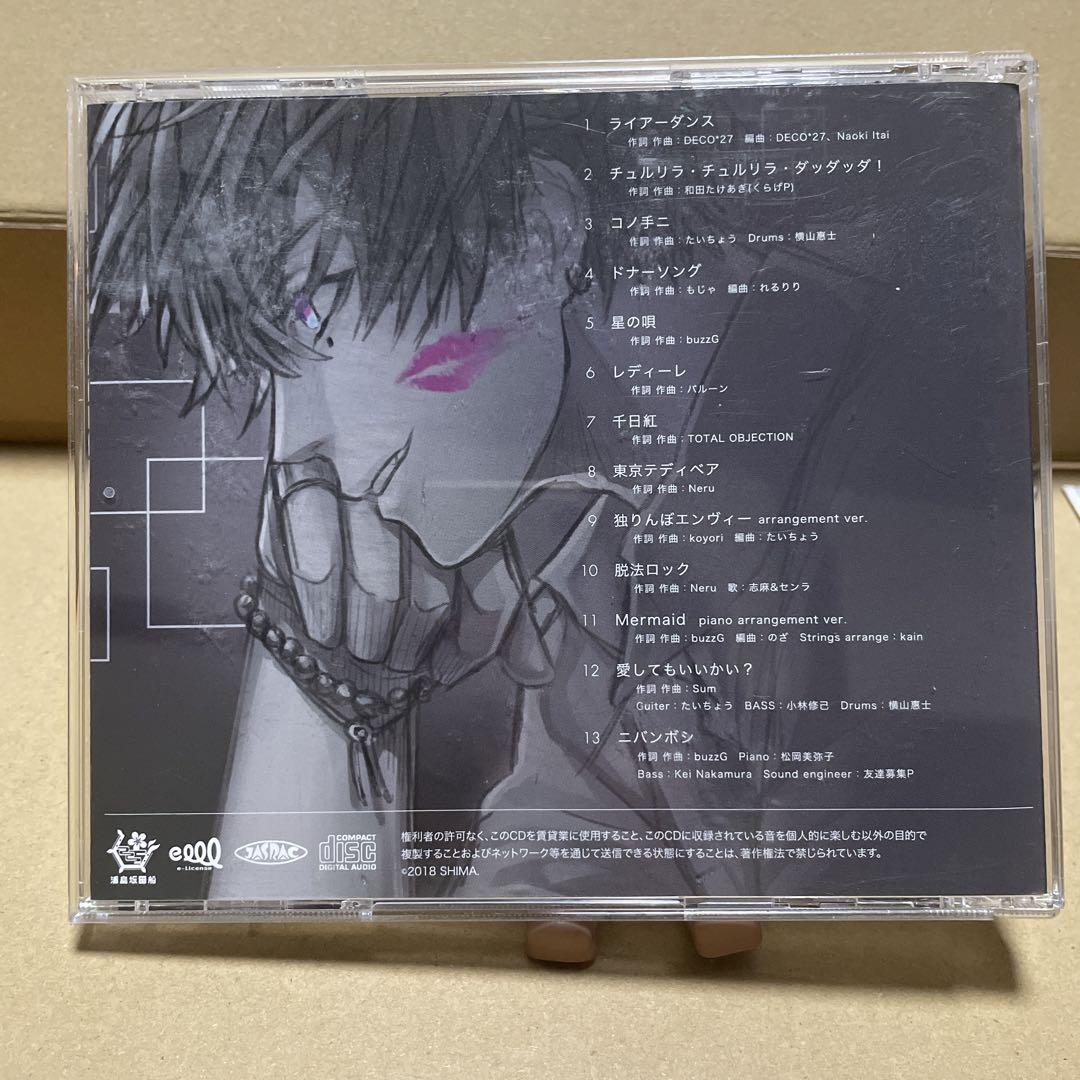 1 ライアーダンス
作詞 作曲：DECO*27 編曲：DECO*27、Naoki Itai
2 チュルリラ・チュルリラ・ダッダッダ！
作詞 作曲：和田たけあき(くらげP)
3 コノ手ニ
作詞 作曲：たいちょう Drums：横山惠士
4 ドナーソング
作詞 作曲：もじゃ 編曲：れるりり
5 星の唄
作詞 作曲：buzzG
6 レディーレ
作詞 作曲：バルーン
7 千日紅
作詞 作曲：TOTAL OBJECTION
8 東京テディベア
作詞 作曲：Neru
9 独りんぼエンヴィー arrangement ver.
作詞 作曲：koyori 編曲：たいちょう
10 脱法ロック
作詞 作曲：Neru 歌：志麻&センラ
11 Mermaid piano arrangement ver.
作詞 作曲：buzzG 編曲：のざ Strings arrange：kain
12 愛してもいいかい？
作詞 作曲：Sum
Guiter：たいちょう BASS：小林修己 Drums：横山惠士
13 ニバンボシ
作詞 作曲：buzzG Piano：松岡美弥子
Bass：Kei Nakamura Sound engineer：友達募集P
浦島坂田船
elll
e-License
JASRAC
COMPACT
disc
DIGITAL AUDIO
権利者の許可なく、このCDを賃貸業に使用すること、このCDに収録されている音を個人的に楽しむ以外の目的で
複製することおよびネットワーク等を通じて送信できる状態にすることは、著作権法で禁じられています。
©2018 SHIMA.